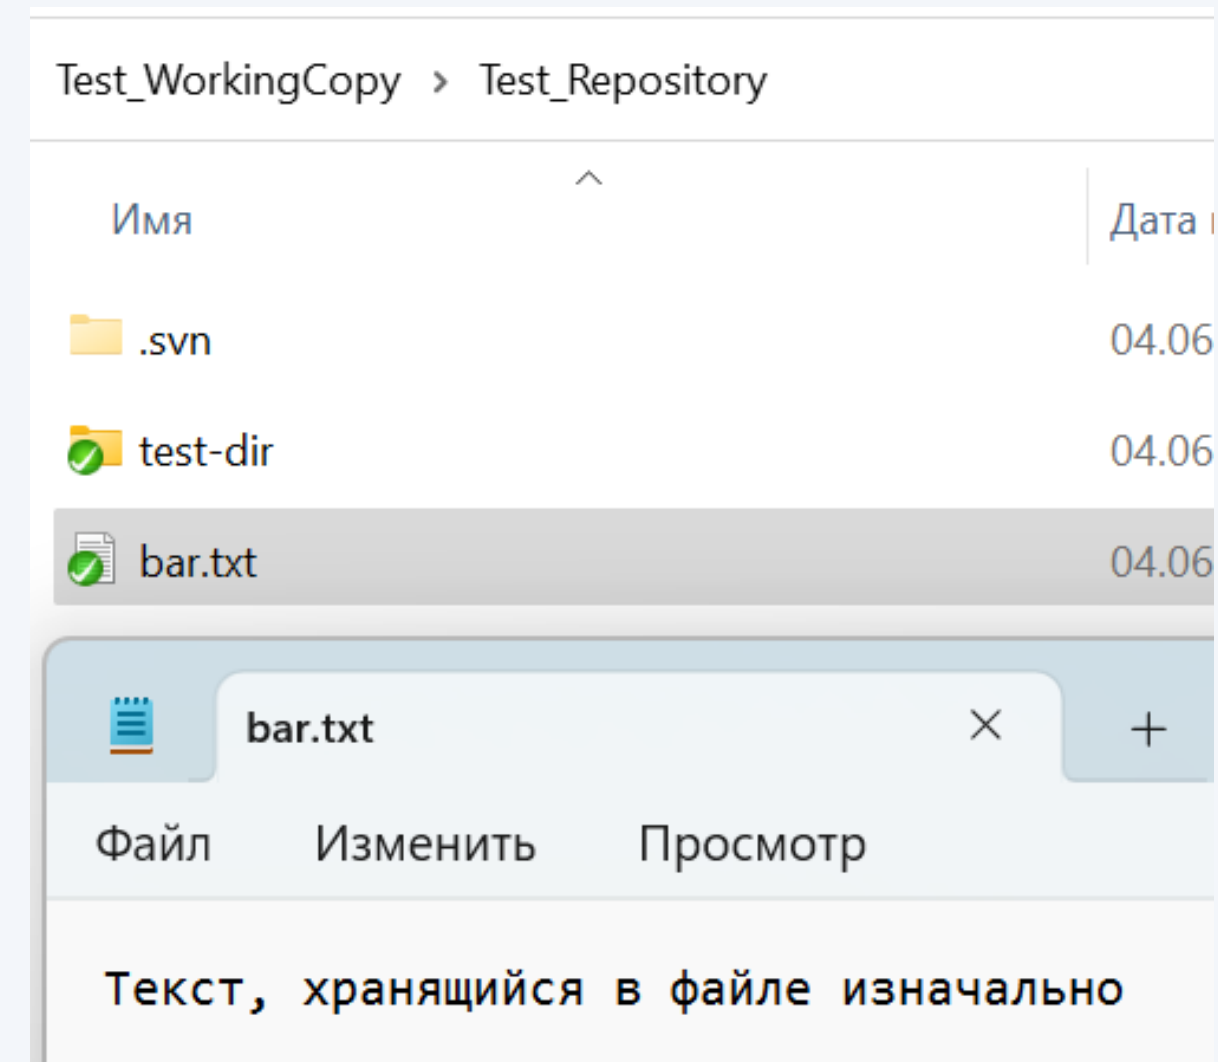 Test_WorkingCopy > Test_Repository
Имя Дата
.svn 04.06
test-dir 04.06
bar.txt 04.06
bar.txt
Файл Изменить Просмотр
Текст, хранящийся в файле изначально